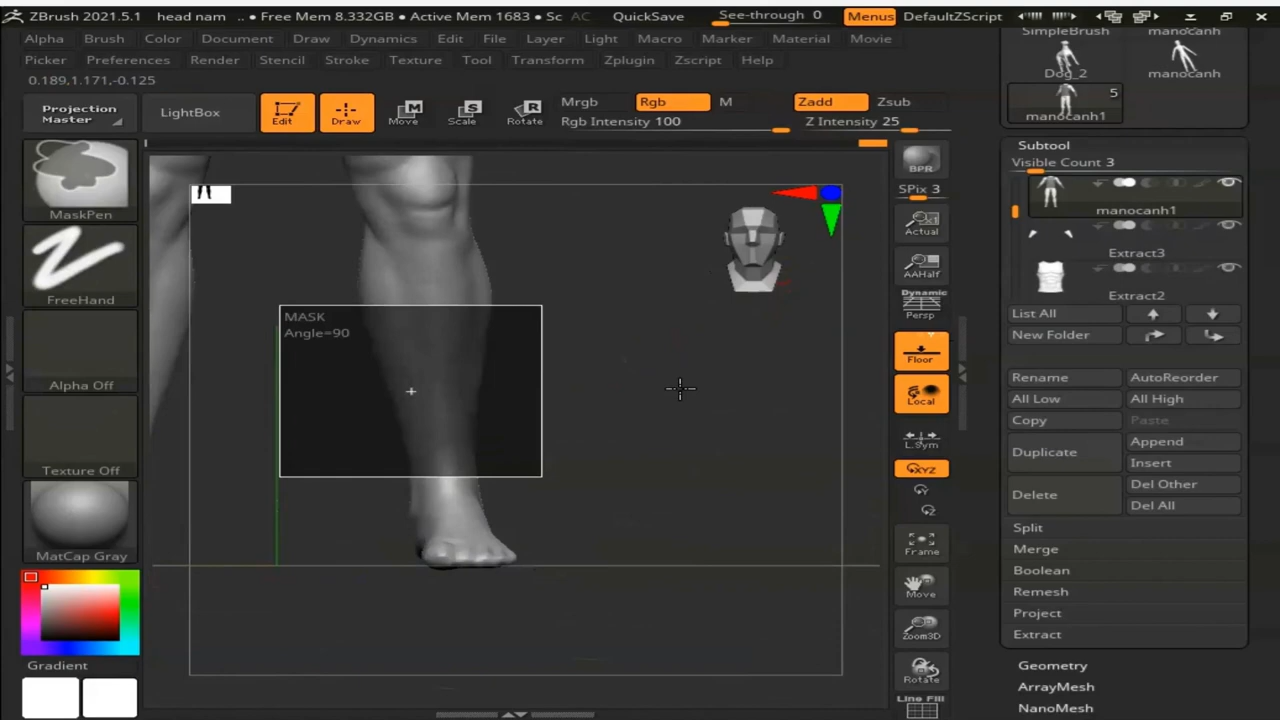 ZBrush 2021.5.1 head nam .. • Free Mem 8.332GB • Active Mem 1683 • Sc AC QuickSave See-through 0 Menus DefaultZScript
Alpha Brush Color Document Draw Dynamics Edit File Layer Light Macro Marker Material Movie
Picker Preferences Render Stencil Stroke Texture Tool Transform Zplugin Zscript Help
0.189,1.171,-0.125
Projection
Master
LightBox
Edit
Draw
Move
Scale
Rotate
M
S
R
Mrgb Rgb M
Rgb Intensity 100
Zadd Zsub
Z Intensity 25
MaskPen
FreeHand
Alpha Off
Texture Off
MatCap Gray
Gradient
MASK
Angle=90
BPR
SPix 3
Actual
AAHalf
Dynamic
Persp
Floor
Local
L.Sym
XYZ
Frame
Move
Zoom3D
Rotate
Line Fill
SimpleBrush manocanh
Dog_2 manocanh
5
manocanh1
Subtool
Visible Count 3
manocanh1
Extract3
Extract2
List All
New Folder
Rename AutoReorder
All Low All High
Copy Paste
Duplicate Append
Insert
Delete Del Other
Del All
Split
Merge
Boolean
Remesh
Project
Extract
Geometry
ArrayMesh
NanoMesh